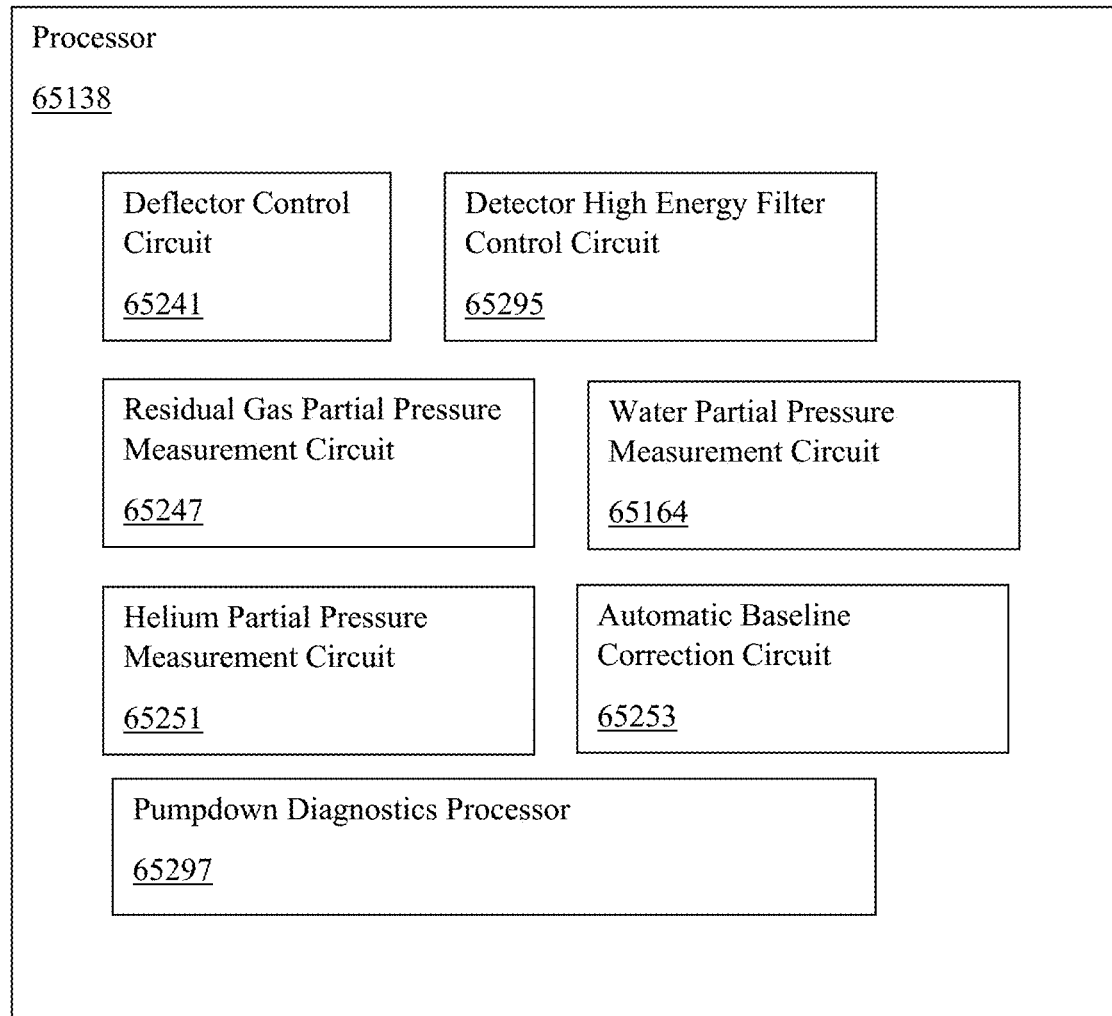 Processor
65138
Deflector Control
Circuit
65241
Detector High Energy Filter
Control Circuit
65295
Residual Gas Partial Pressure
Measurement Circuit
65247
Water Partial Pressure
Measurement Circuit
65164
Helium Partial Pressure
Measurement Circuit
65251
Automatic Baseline
Correction Circuit
65253
Pumpdown Diagnostics Processor
65297